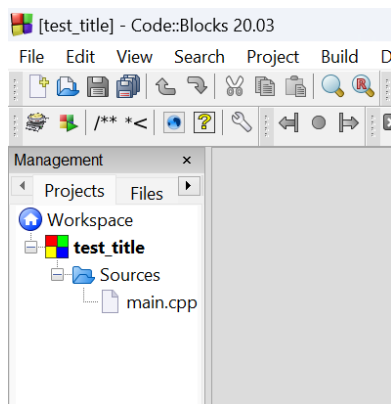 [test_title] - Code::Blocks 20.03
File Edit View Search Project Build D
/** *<
Management ×
Projects Files
Workspace
test_title
Sources
main.cpp